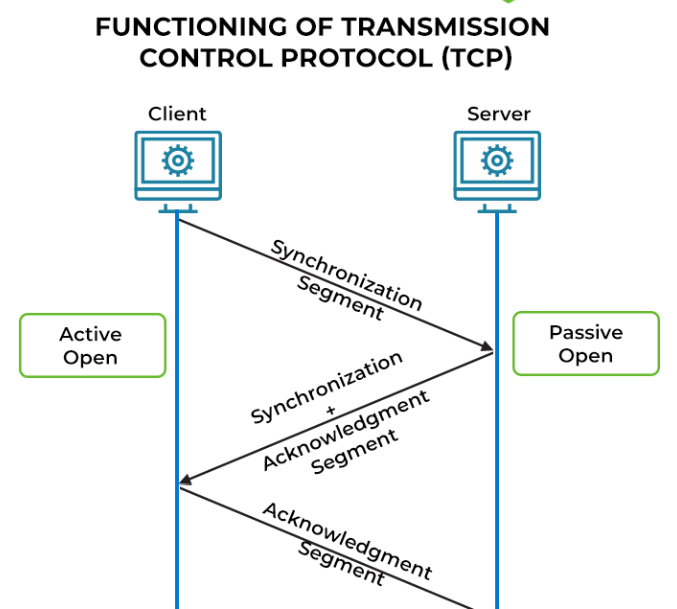 FUNCTIONING OF TRANSMISSION
CONTROL PROTOCOL (TCP)
Client
Server
Synchronization
Segment
Active
Open
Passive
Open
Synchronization
+
Acknowledgment
Segment
Acknowledgment
Segment